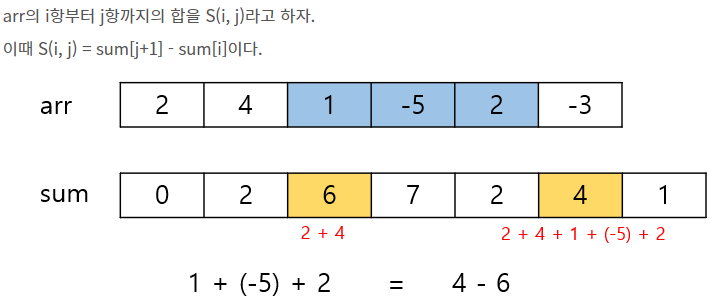 arr의 i항부터 j항까지의 합을 S(i, j)라고 하자.
이때 S(i, j) = sum[j+1] - sum[i]이다.
arr 2 4 1 -5 2 -3
sum 0 2 6 7 2 4 1
2 + 4 2 + 4 + 1 + (-5) + 2
1 + (-5) + 2 = 4 - 6